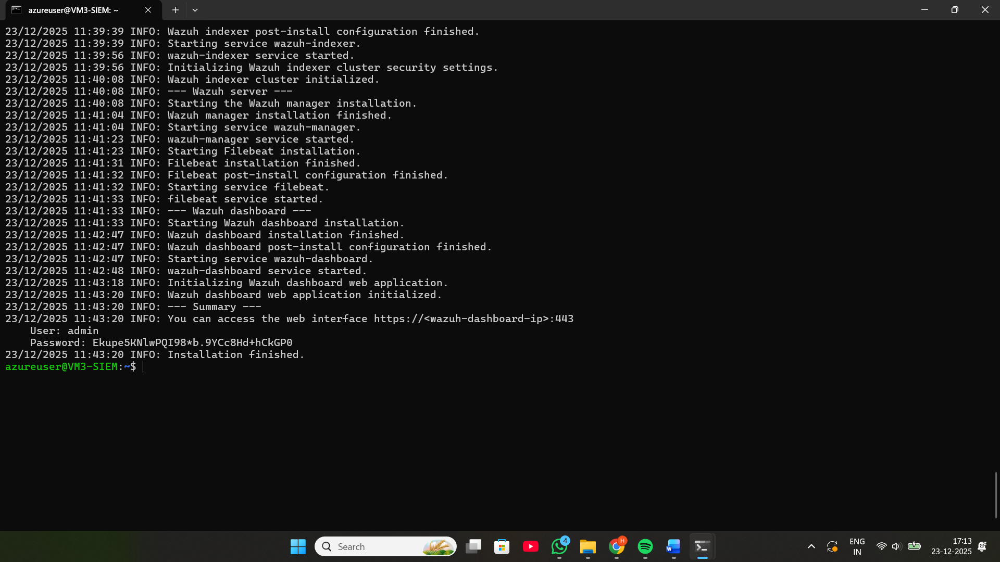 azureuser@VM3-SIEM: ~
23/12/2025 11:39:39 INFO: Wazuh indexer post-install configuration finished.
23/12/2025 11:39:39 INFO: Starting service wazuh-indexer.
23/12/2025 11:39:56 INFO: wazuh-indexer service started.
23/12/2025 11:39:56 INFO: Initializing Wazuh indexer cluster security settings.
23/12/2025 11:40:08 INFO: Wazuh indexer cluster initialized.
23/12/2025 11:40:08 INFO: --- Wazuh server ---
23/12/2025 11:40:08 INFO: Starting the Wazuh manager installation.
23/12/2025 11:41:04 INFO: Wazuh manager installation finished.
23/12/2025 11:41:04 INFO: Starting service wazuh-manager.
23/12/2025 11:41:23 INFO: wazuh-manager service started.
23/12/2025 11:41:23 INFO: Starting Filebeat installation.
23/12/2025 11:41:31 INFO: Filebeat installation finished.
23/12/2025 11:41:32 INFO: Filebeat post-install configuration finished.
23/12/2025 11:41:32 INFO: Starting service filebeat.
23/12/2025 11:41:33 INFO: filebeat service started.
23/12/2025 11:41:33 INFO: --- Wazuh dashboard ---
23/12/2025 11:41:33 INFO: Starting Wazuh dashboard installation.
23/12/2025 11:42:47 INFO: Wazuh dashboard installation finished.
23/12/2025 11:42:47 INFO: Wazuh dashboard post-install configuration finished.
23/12/2025 11:42:47 INFO: Starting service wazuh-dashboard.
23/12/2025 11:42:48 INFO: wazuh-dashboard service started.
23/12/2025 11:43:18 INFO: Initializing Wazuh dashboard web application.
23/12/2025 11:43:20 INFO: Wazuh dashboard web application initialized.
23/12/2025 11:43:20 INFO: --- Summary ---
23/12/2025 11:43:20 INFO: You can access the web interface https://<wazuh-dashboard-ip>:443
    User: admin
    Password: Ekupe5KNlwPQI98*b.9YCc8Hd+hCkGP0
23/12/2025 11:43:20 INFO: Installation finished.
azureuser@VM3-SIEM:~$
Search
4
H
W
ENG
IN
17:13
23-12-2025